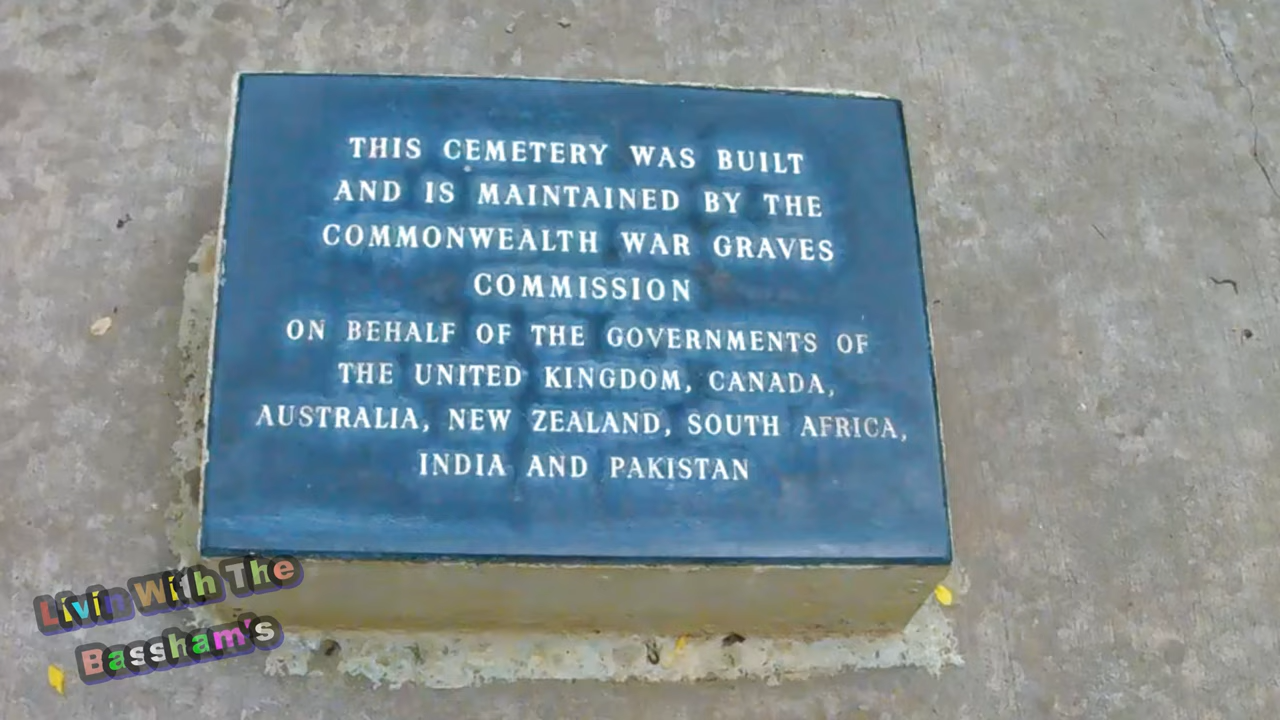 THIS CEMETERY WAS BUILT
AND IS MAINTAINED BY THE
COMMONWEALTH WAR GRAVES
COMMISSION
ON BEHALF OF THE GOVERNMENTS OF
THE UNITED KINGDOM, CANADA,
AUSTRALIA, NEW ZEALAND, SOUTH AFRICA,
INDIA AND PAKISTAN
Livin With The
Bassham's